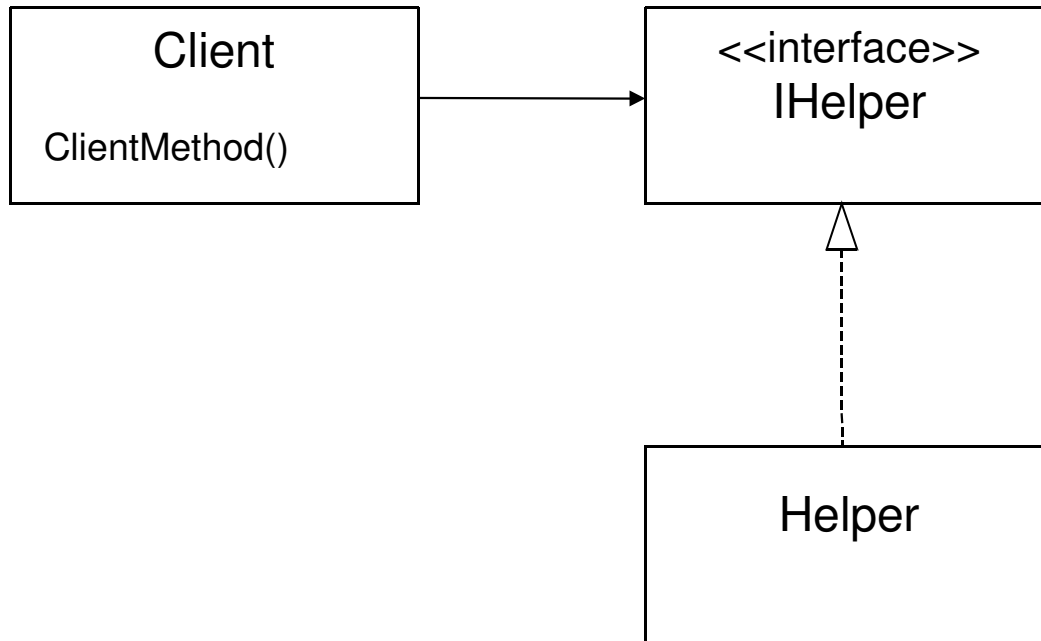 Client
ClientMethod()
<<interface>>
IHelper
Helper